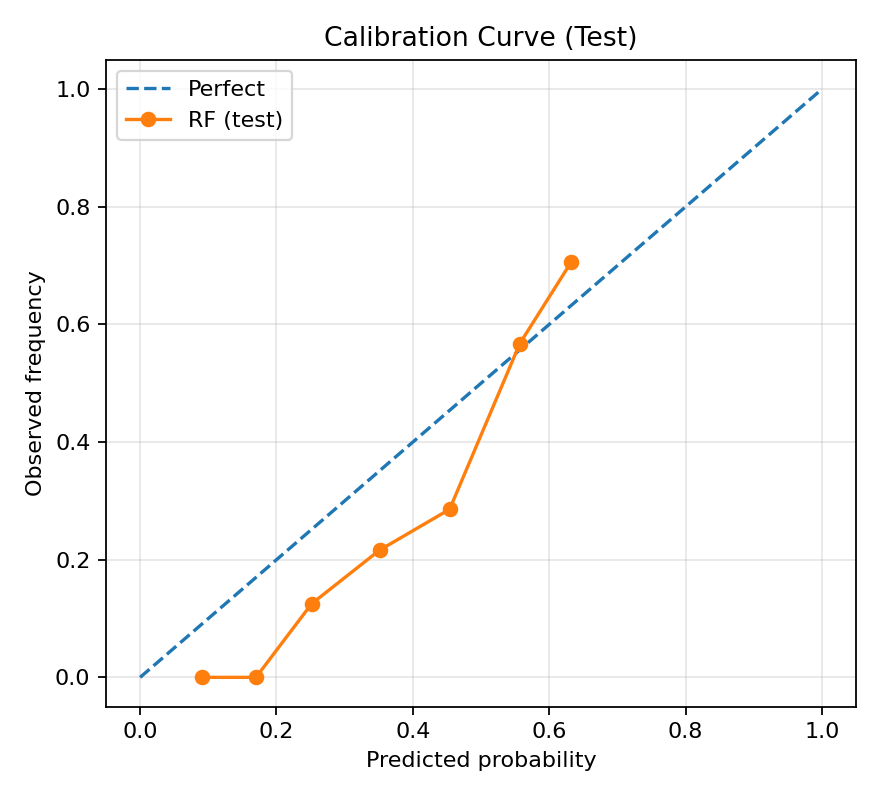 Calibration Curve (Test)
Perfect
RF (test)
1.0
0.8
0.6
0.4
0.2
0.0
Observed frequency
0.0 0.2 0.4 0.6 0.8 1.0
Predicted probability